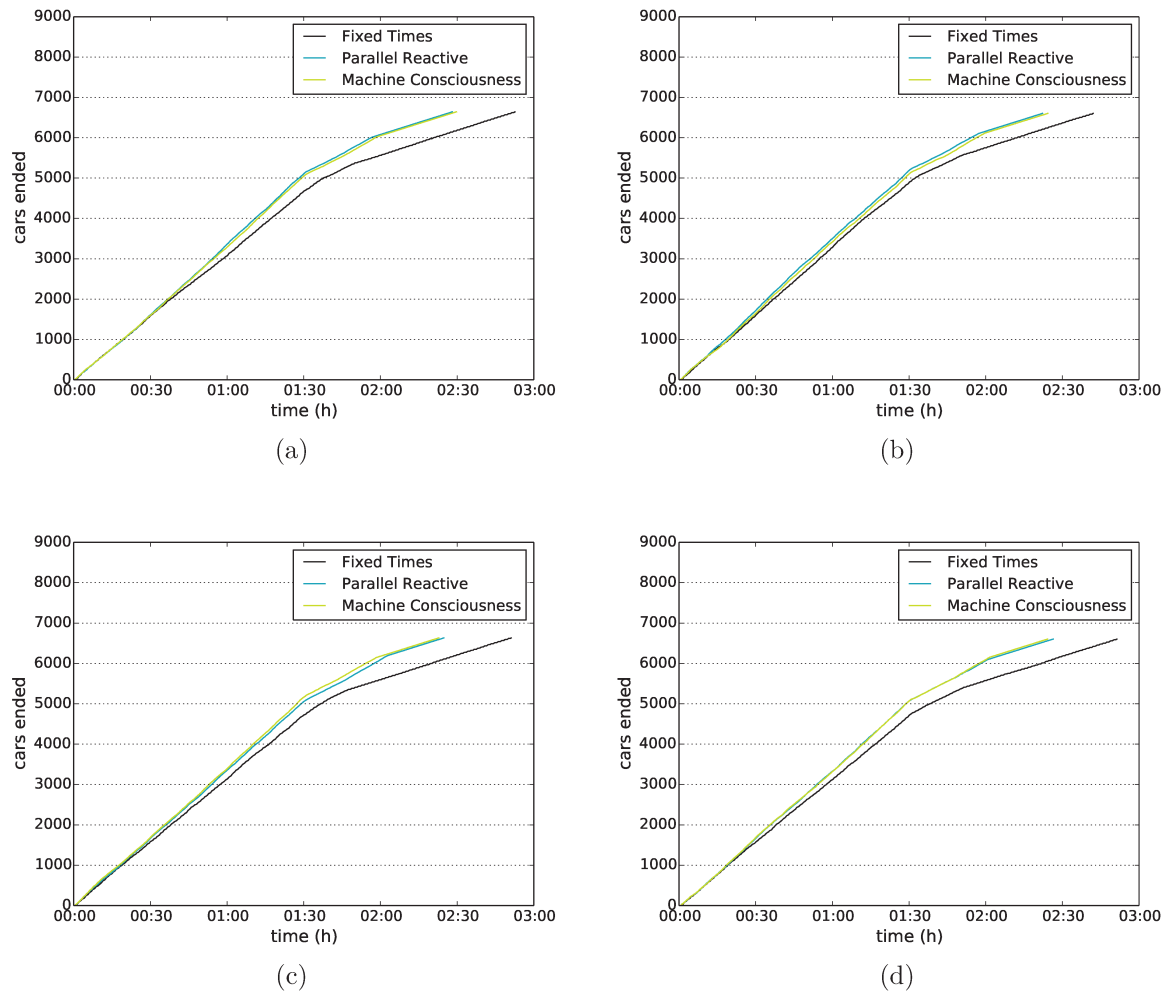 9000
8000
7000
6000
5000
4000
3000
2000
1000
0
cars ended
00:00 00:30 01:00 01:30 02:00 02:30 03:00
time (h)
Fixed Times
Parallel Reactive
Machine Consciousness
(a)
9000
8000
7000
6000
5000
4000
3000
2000
1000
0
cars ended
00:00 00:30 01:00 01:30 02:00 02:30 03:00
time (h)
Fixed Times
Parallel Reactive
Machine Consciousness
(b)
9000
8000
7000
6000
5000
4000
3000
2000
1000
0
cars ended
00:00 00:30 01:00 01:30 02:00 02:30 03:00
time (h)
Fixed Times
Parallel Reactive
Machine Consciousness
(c)
9000
8000
7000
6000
5000
4000
3000
2000
1000
0
cars ended
00:00 00:30 01:00 01:30 02:00 02:30 03:00
time (h)
Fixed Times
Parallel Reactive
Machine Consciousness
(d)